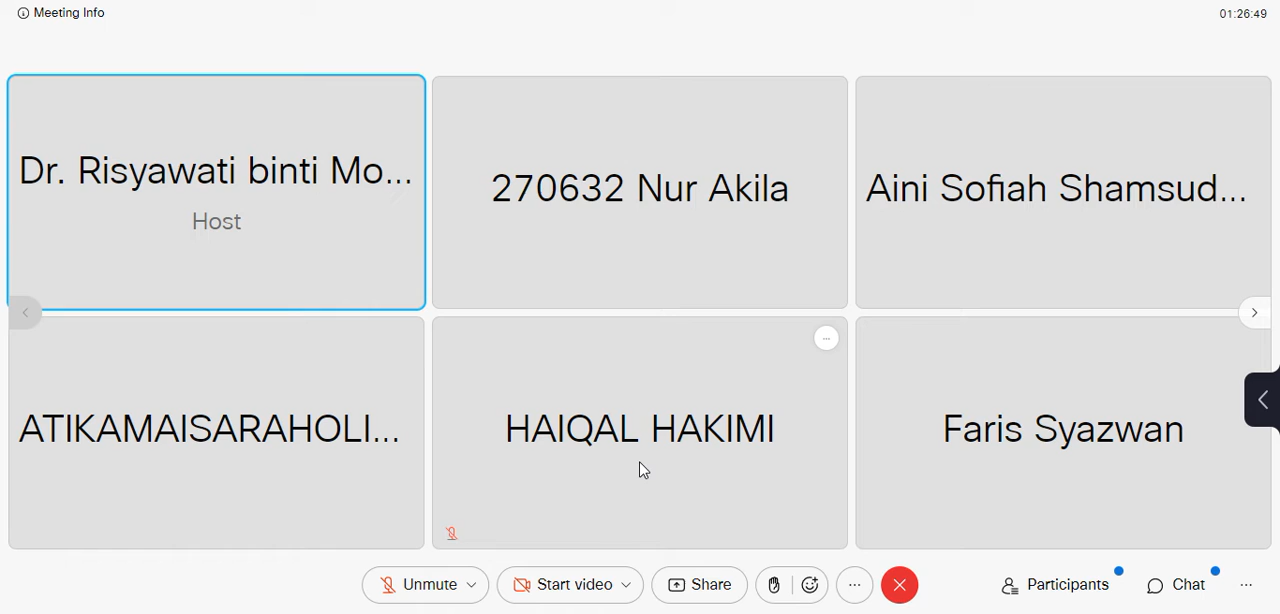 Meeting Info
01:26:49
Dr. Risyawati binti Mo...
Host
270632 Nur Akila
Aini Sofiah Shamsud...
ATIKAMAISARAHOLI...
HAIQAL HAKIMI
Faris Syazwan
Unmute
Start video
Share
Participants
Chat